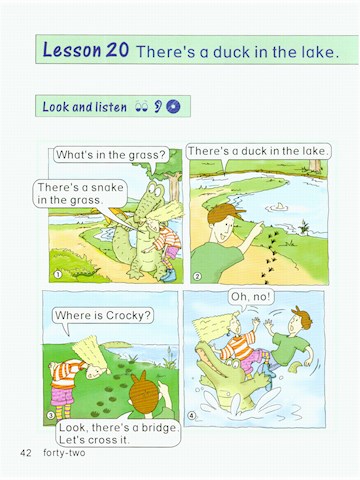 Lesson 20 There's a duck in the lake.
Look and listen
What's in the grass?
There's a snake
in the grass.
1
There's a duck in the lake.
2
Where is Crocky?
3
Look, there's a bridge.
Let's cross it.
Oh, no!
4
42 forty-two